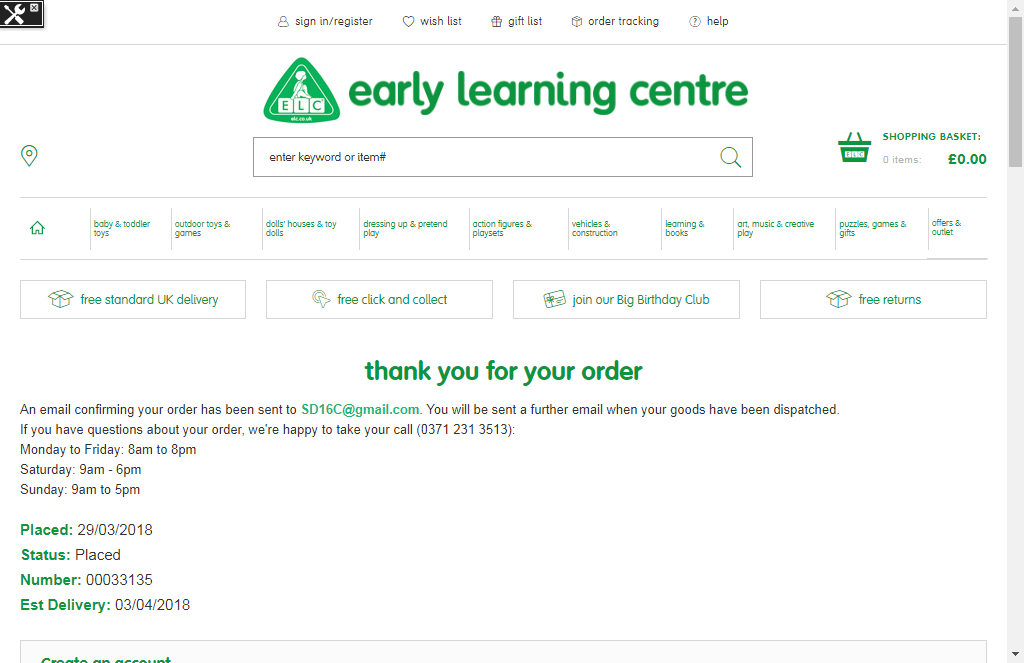 sign in/register
wish list
gift list
order tracking
help
ELC
elc.co.uk
early learning centre
enter keyword or item#
SHOPPING BASKET:
ELC
0 items: £0.00
baby & toddler
toys
outdoor toys &
games
dolls' houses & toy
dolls
dressing up & pretend
play
action figures &
playsets
vehicles &
construction
learning &
books
art, music & creative
play
puzzles, games &
gifts
offers &
outlet
free standard UK delivery
free click and collect
join our Big Birthday Club
free returns
thank you for your order
An email confirming your order has been sent to SD16C@gmail.com. You will be sent a further email when your goods have been dispatched.
If you have questions about your order, we're happy to take your call (0371 231 3513):
Monday to Friday: 8am to 8pm
Saturday: 9am - 6pm
Sunday: 9am to 5pm
Placed: 29/03/2018
Status: Placed
Number: 00033135
Est Delivery: 03/04/2018
Create an account